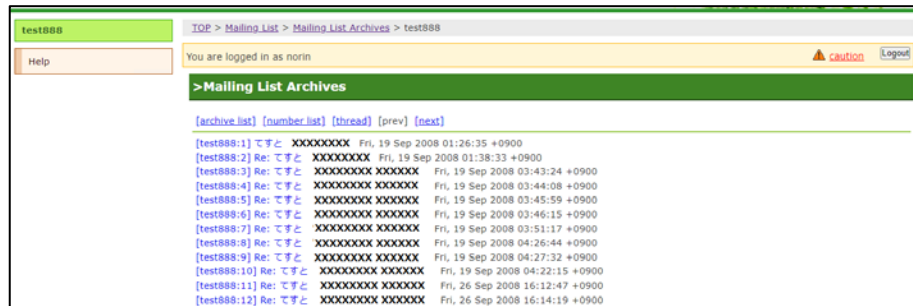 test888
Help
TOP > Mailing List > Mailing List Archives > test888
You are logged in as norin
caution
Logout
>Mailing List Archives
[archive list] [number list] [thread] [prev] [next]
[test888:1] てすと XXXXXXXX Fri, 19 Sep 2008 01:26:35 +0900
[test888:2] Re: てすと XXXXXXXX Fri, 19 Sep 2008 01:38:33 +0900
[test888:3] Re: てすと XXXXXXXX XXXXXX Fri, 19 Sep 2008 03:43:24 +0900
[test888:4] Re: てすと XXXXXXXX XXXXXX Fri, 19 Sep 2008 03:44:08 +0900
[test888:5] Re: てすと XXXXXXXX XXXXXX Fri, 19 Sep 2008 03:45:59 +0900
[test888:6] Re: てすと XXXXXXXX XXXXXX Fri, 19 Sep 2008 03:46:15 +0900
[test888:7] Re: てすと XXXXXXXX XXXXXX Fri, 19 Sep 2008 03:51:17 +0900
[test888:8] Re: てすと XXXXXXXX XXXXXX Fri, 19 Sep 2008 04:26:44 +0900
[test888:9] Re: てすと XXXXXXXX XXXXXX Fri, 19 Sep 2008 04:27:32 +0900
[test888:10] Re: てすと XXXXXXXX XXXXXX Fri, 19 Sep 2008 04:22:15 +0900
[test888:11] Re: てすと XXXXXXXX XXXXXX Fri, 26 Sep 2008 16:12:47 +0900
[test888:12] Re: てすと XXXXXXXX XXXXXX Fri, 26 Sep 2008 16:14:19 +0900